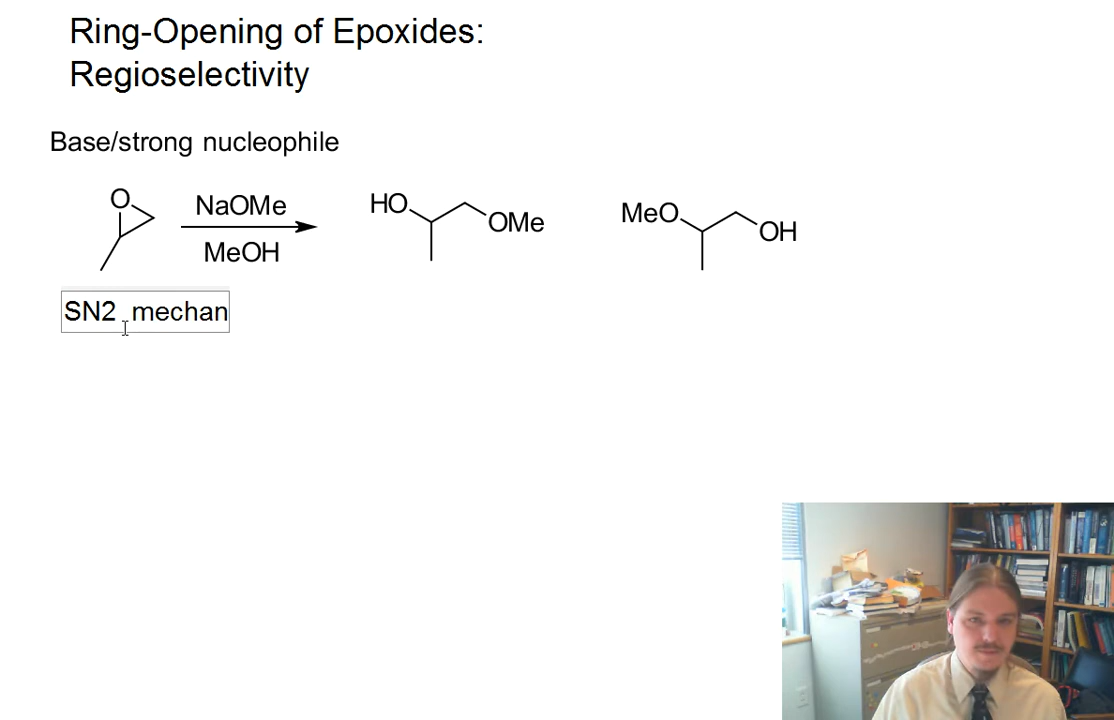 Ring-Opening of Epoxides:
Regioselectivity
Base/strong nucleophile
O
NaOMe
MeOH
HO
OMe
MeO
OH
SN2 mechan